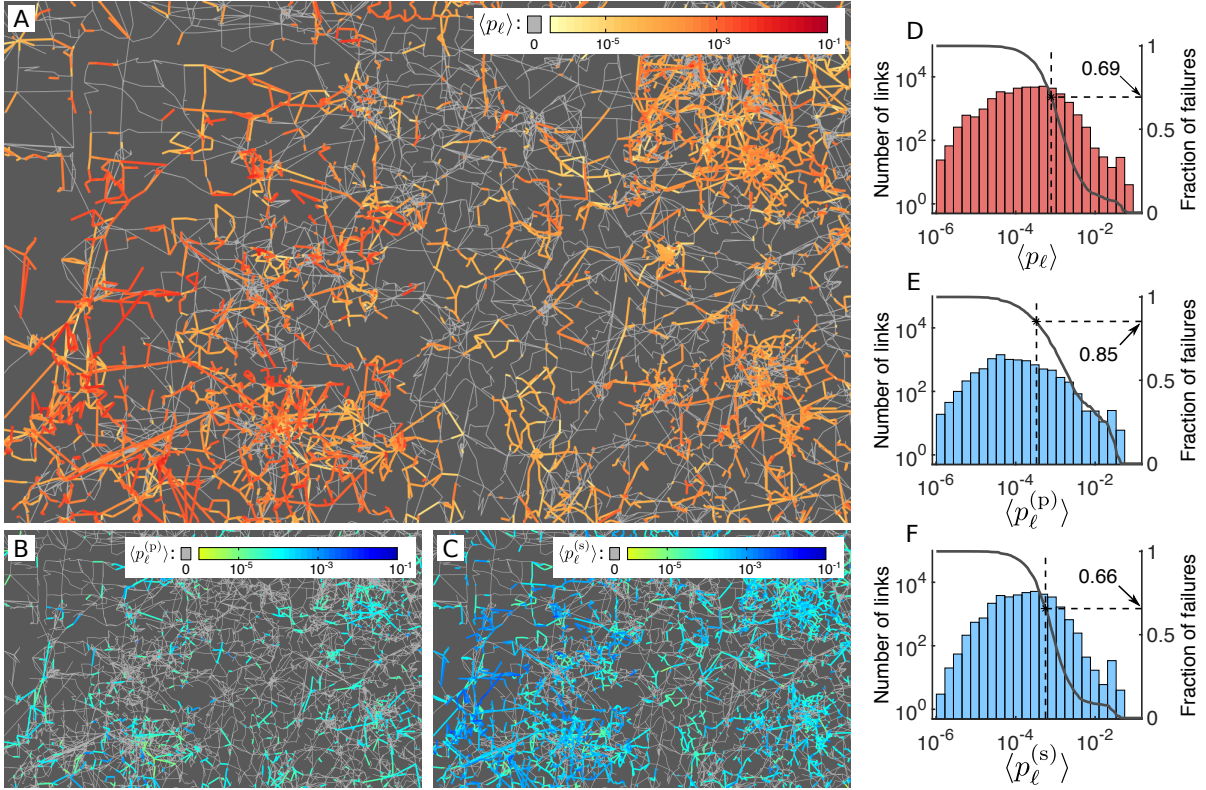 A
⟨p_ℓ⟩:
0
10^-5
10^-3
10^-1
B
⟨p_ℓ^(p)⟩:
0
10^-5
10^-3
10^-1
C
⟨p_ℓ^(s)⟩:
0
10^-5
10^-3
10^-1
D
Number of links
10^4
10^2
10^0
10^-6
10^-4
10^-2
⟨p_ℓ⟩
1
0.5
0
Fraction of failures
0.69
E
Number of links
10^4
10^2
10^0
10^-6
10^-4
10^-2
⟨p_ℓ^(p)⟩
1
0.5
0
Fraction of failures
0.85
F
Number of links
10^4
10^2
10^0
10^-6
10^-4
10^-2
⟨p_ℓ^(s)⟩
1
0.5
0
Fraction of failures
0.66